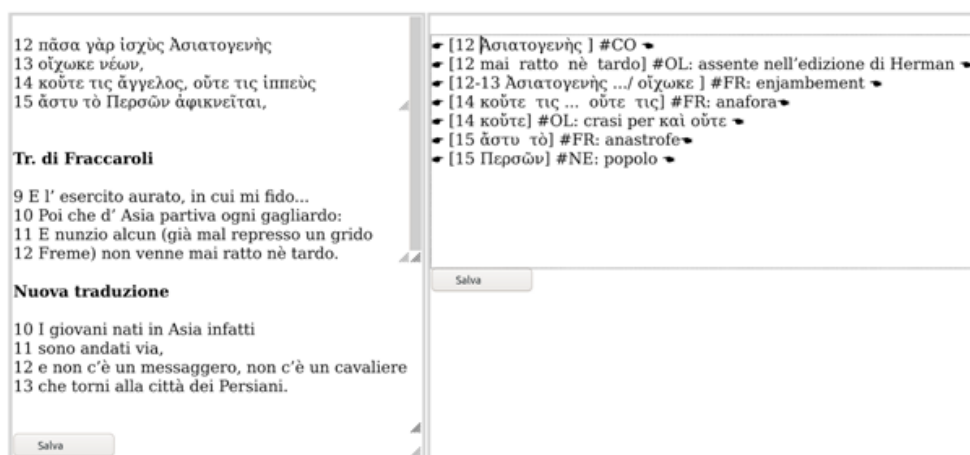 12 πᾶσα γὰρ ἰσχὺς Ἀσιατογενὴς
13 οἴχωκε νέων,
14 κοὔτε τις ἄγγελος, οὔτε τις ἱππεὺς
15 ἄστυ τὸ Περσῶν ἀφικνεῖται,
Tr. di Fraccaroli
9 E l’ esercito aurato, in cui mi fido...
10 Poi che d’ Asia partiva ogni gagliardo:
11 E nunzio alcun (già mal represso un grido
12 Freme) non venne mai ratto nè tardo.
Nuova traduzione
10 I giovani nati in Asia infatti
11 sono andati via,
12 e non c’è un messaggero, non c’è un cavaliere
13 che torni alla città dei Persiani.
Salva
☛ [12 Ἀσιατογενὴς ] #CO ☚
☛ [12 mai ratto nè tardo] #OL: assente nell’edizione di Herman ☚
☛ [12-13 Ἀσιατογενὴς .../ οἴχωκε ] #FR: enjambement ☚
☛ [14 κοὔτε τις ... οὔτε τις] #FR: anafora☚
☛ [14 κοὔτε] #OL: crasi per καὶ οὔτε ☚
☛ [15 ἄστυ τὸ] #FR: anastrofe☚
☛ [15 Περσῶν] #NE: popolo ☚
Salva